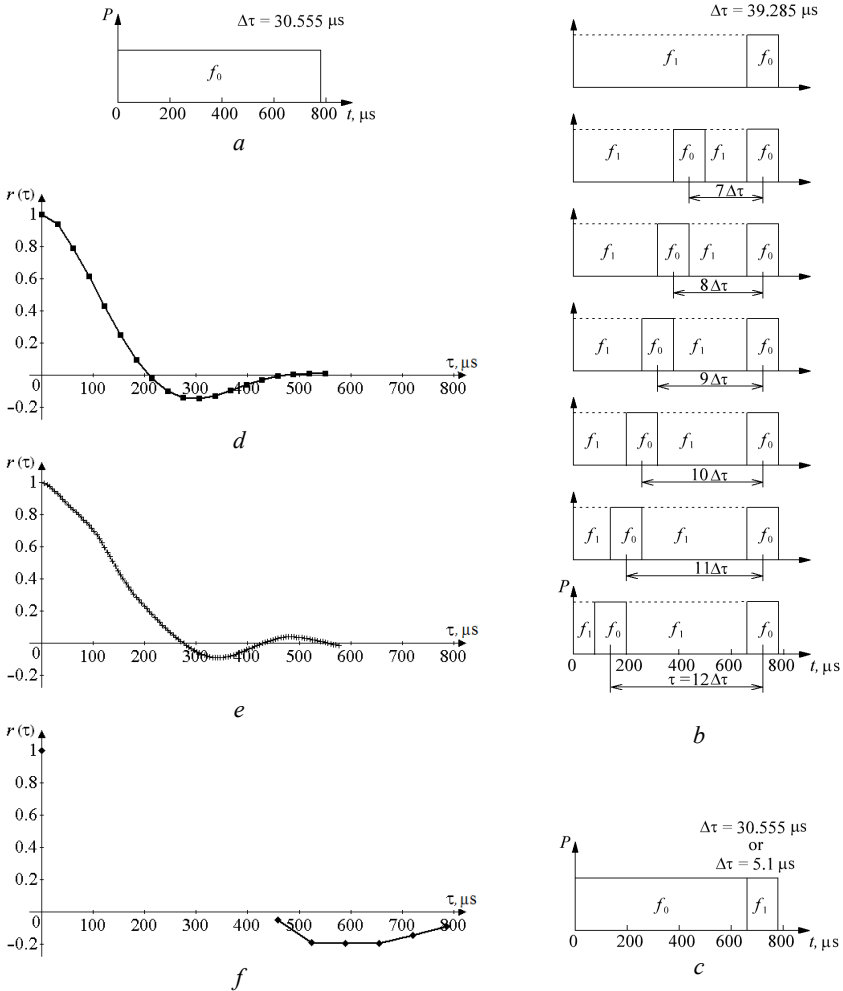 P
Δτ = 30.555 μs
f₀
0 200 400 600 800 t, μs
a
r (τ)
1
0.8
0.6
0.4
0.2
0
−0.2
100 200 300 400 500 600 700 800
τ, μs
d
r (τ)
1
0.8
0.6
0.4
0.2
0
−0.2
100 200 300 400 500 600 700 800
τ, μs
e
r (τ)
1
0.8
0.6
0.4
0.2
0
−0.2
100 200 300 400 500 600 700 800
τ, μs
f
Δτ = 39.285 μs
f₁ f₀
f₁ f₀ f₁ f₀
7Δτ
f₁ f₀ f₁ f₀
8Δτ
f₁ f₀ f₁ f₀
9Δτ
f₁ f₀ f₁ f₀
10Δτ
f₁ f₀ f₁ f₀
11Δτ
P
f₁ f₀ f₁ f₀
0 200 400 600 800 t, μs
τ =12Δτ
b
Δτ = 30.555 μs
or
Δτ = 5.1 μs
P
f₀ f₁
0 200 400 600 800 t, μs
c